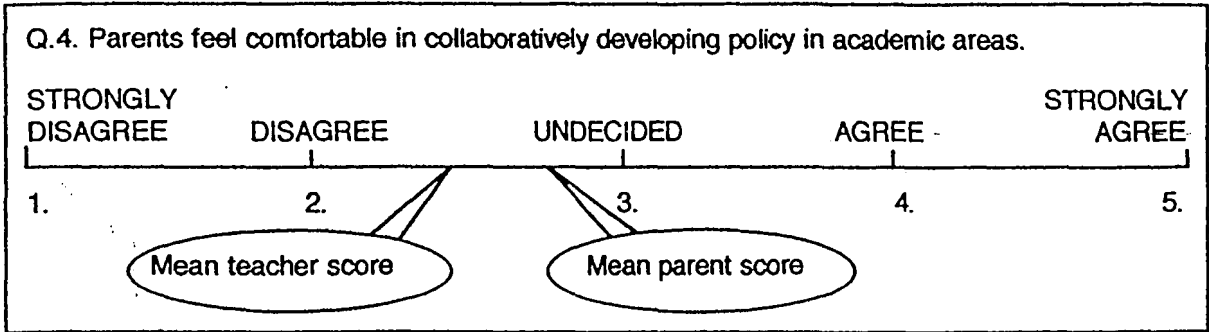 Q.4. Parents feel comfortable in collaboratively developing policy in academic areas.
STRONGLY STRONGLY
DISAGREE DISAGREE UNDECIDED AGREE AGREE
1. 2. 3. 4. 5.
Mean teacher score Mean parent score